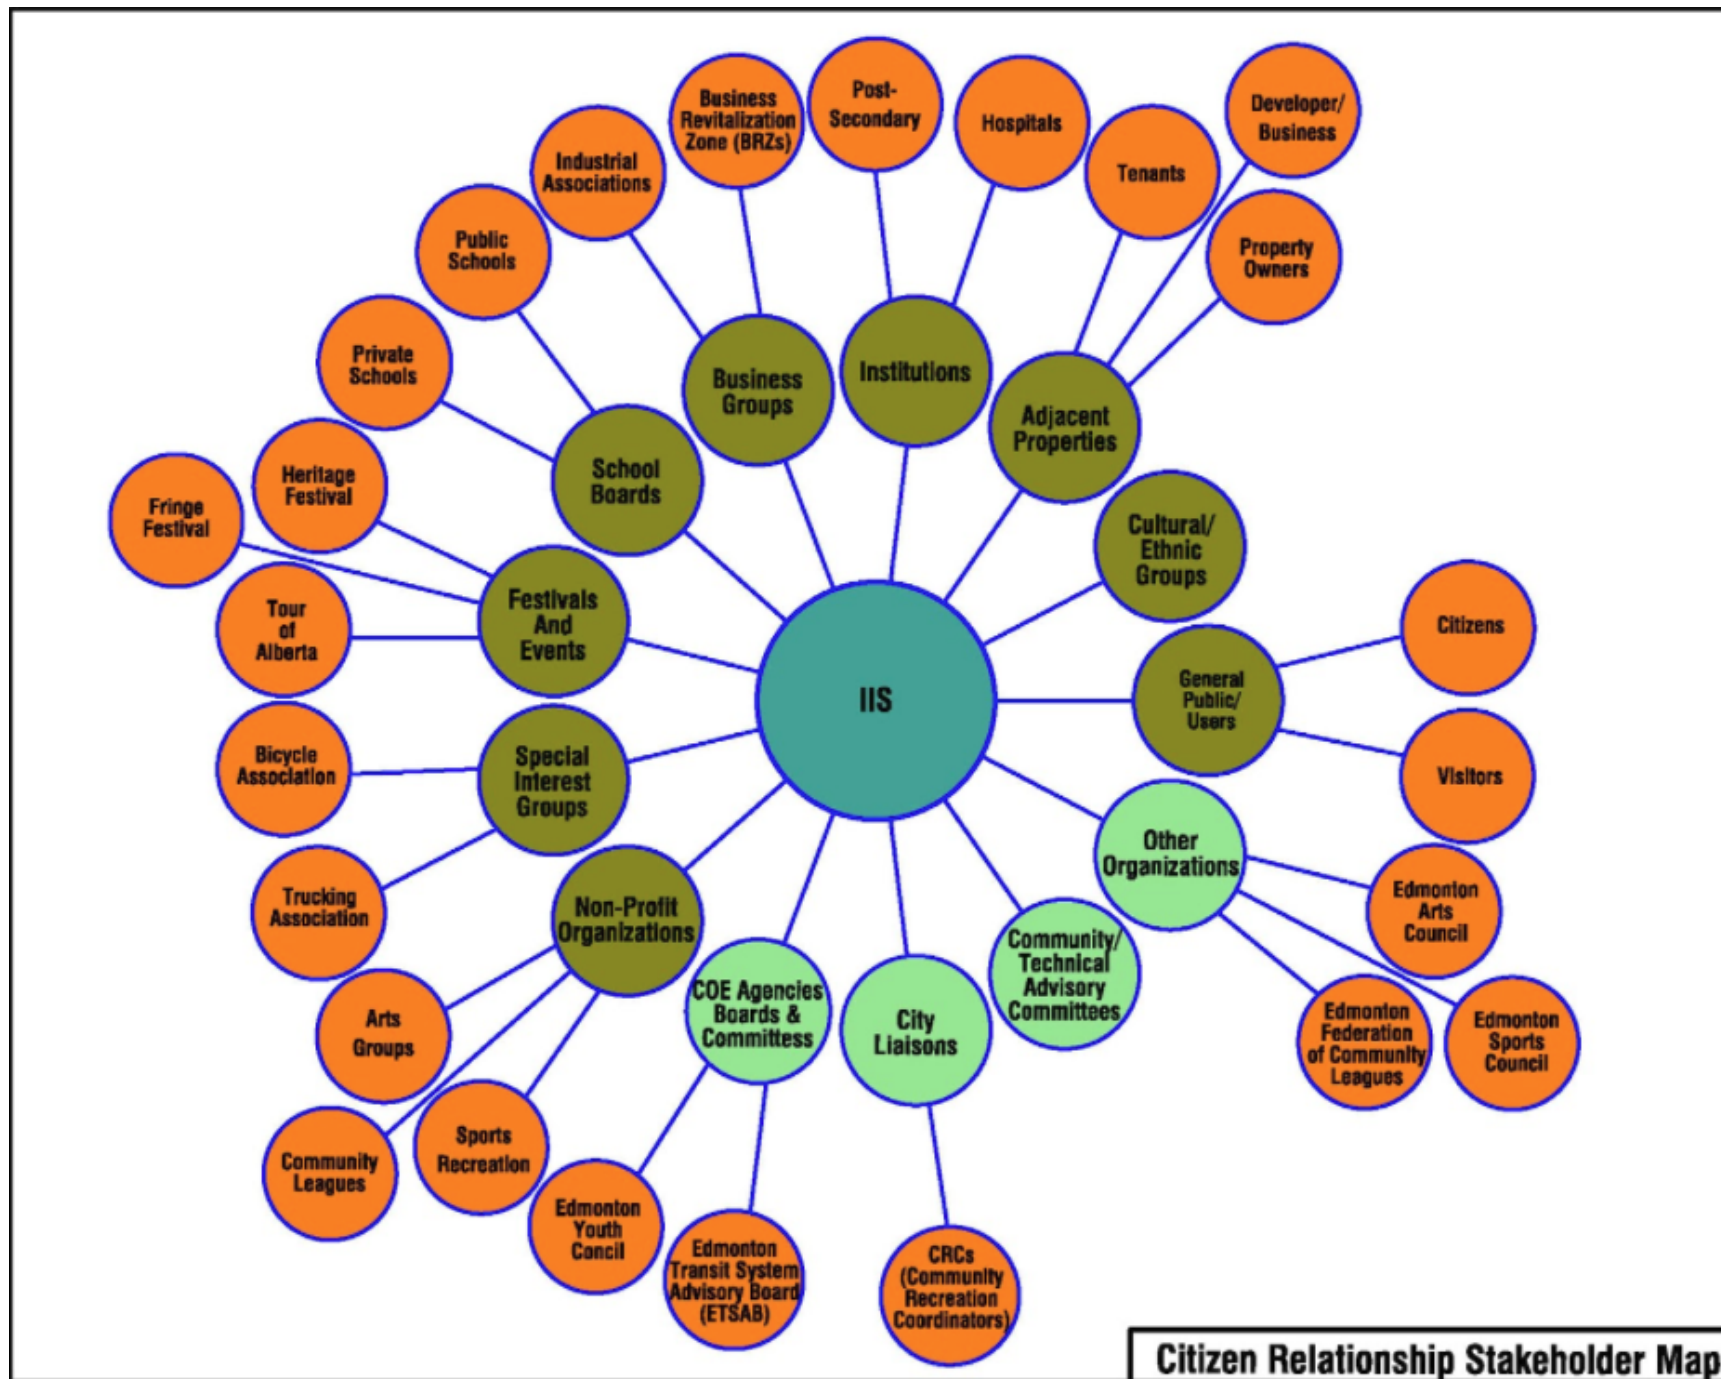 Business
Revitalization
Zone (BRZs)
Post-
Secondary
Hospitals
Developer/
Business
Industrial
Associations
Tenants
Public
Schools
Property
Owners
Private
Schools
Business
Groups
Institutions
Adjacent
Properties
Heritage
Festival
School
Boards
Fringe
Festival
Cultural/
Ethnic
Groups
Tour
of
Alberta
Festivals
And
Events
Citizens
IIS
General
Public/
Users
Bicycle
Association
Special
Interest
Groups
Visitors
Other
Organizations
Trucking
Association
Non-Profit
Organizations
Edmonton
Arts
Council
Community/
Technical
Advisory
Committees
COE Agencies
Boards &
Committess
City
Liaisons
Arts
Groups
Edmonton
Federation
of Community
Leagues
Edmonton
Sports
Council
Sports
Recreation
Community
Leagues
Edmonton
Youth
Concil
Edmonton
Transit System
Advisory Board
(ETSAB)
CRCs
(Community
Recreation
Coordinators)
Citizen Relationship Stakeholder Map